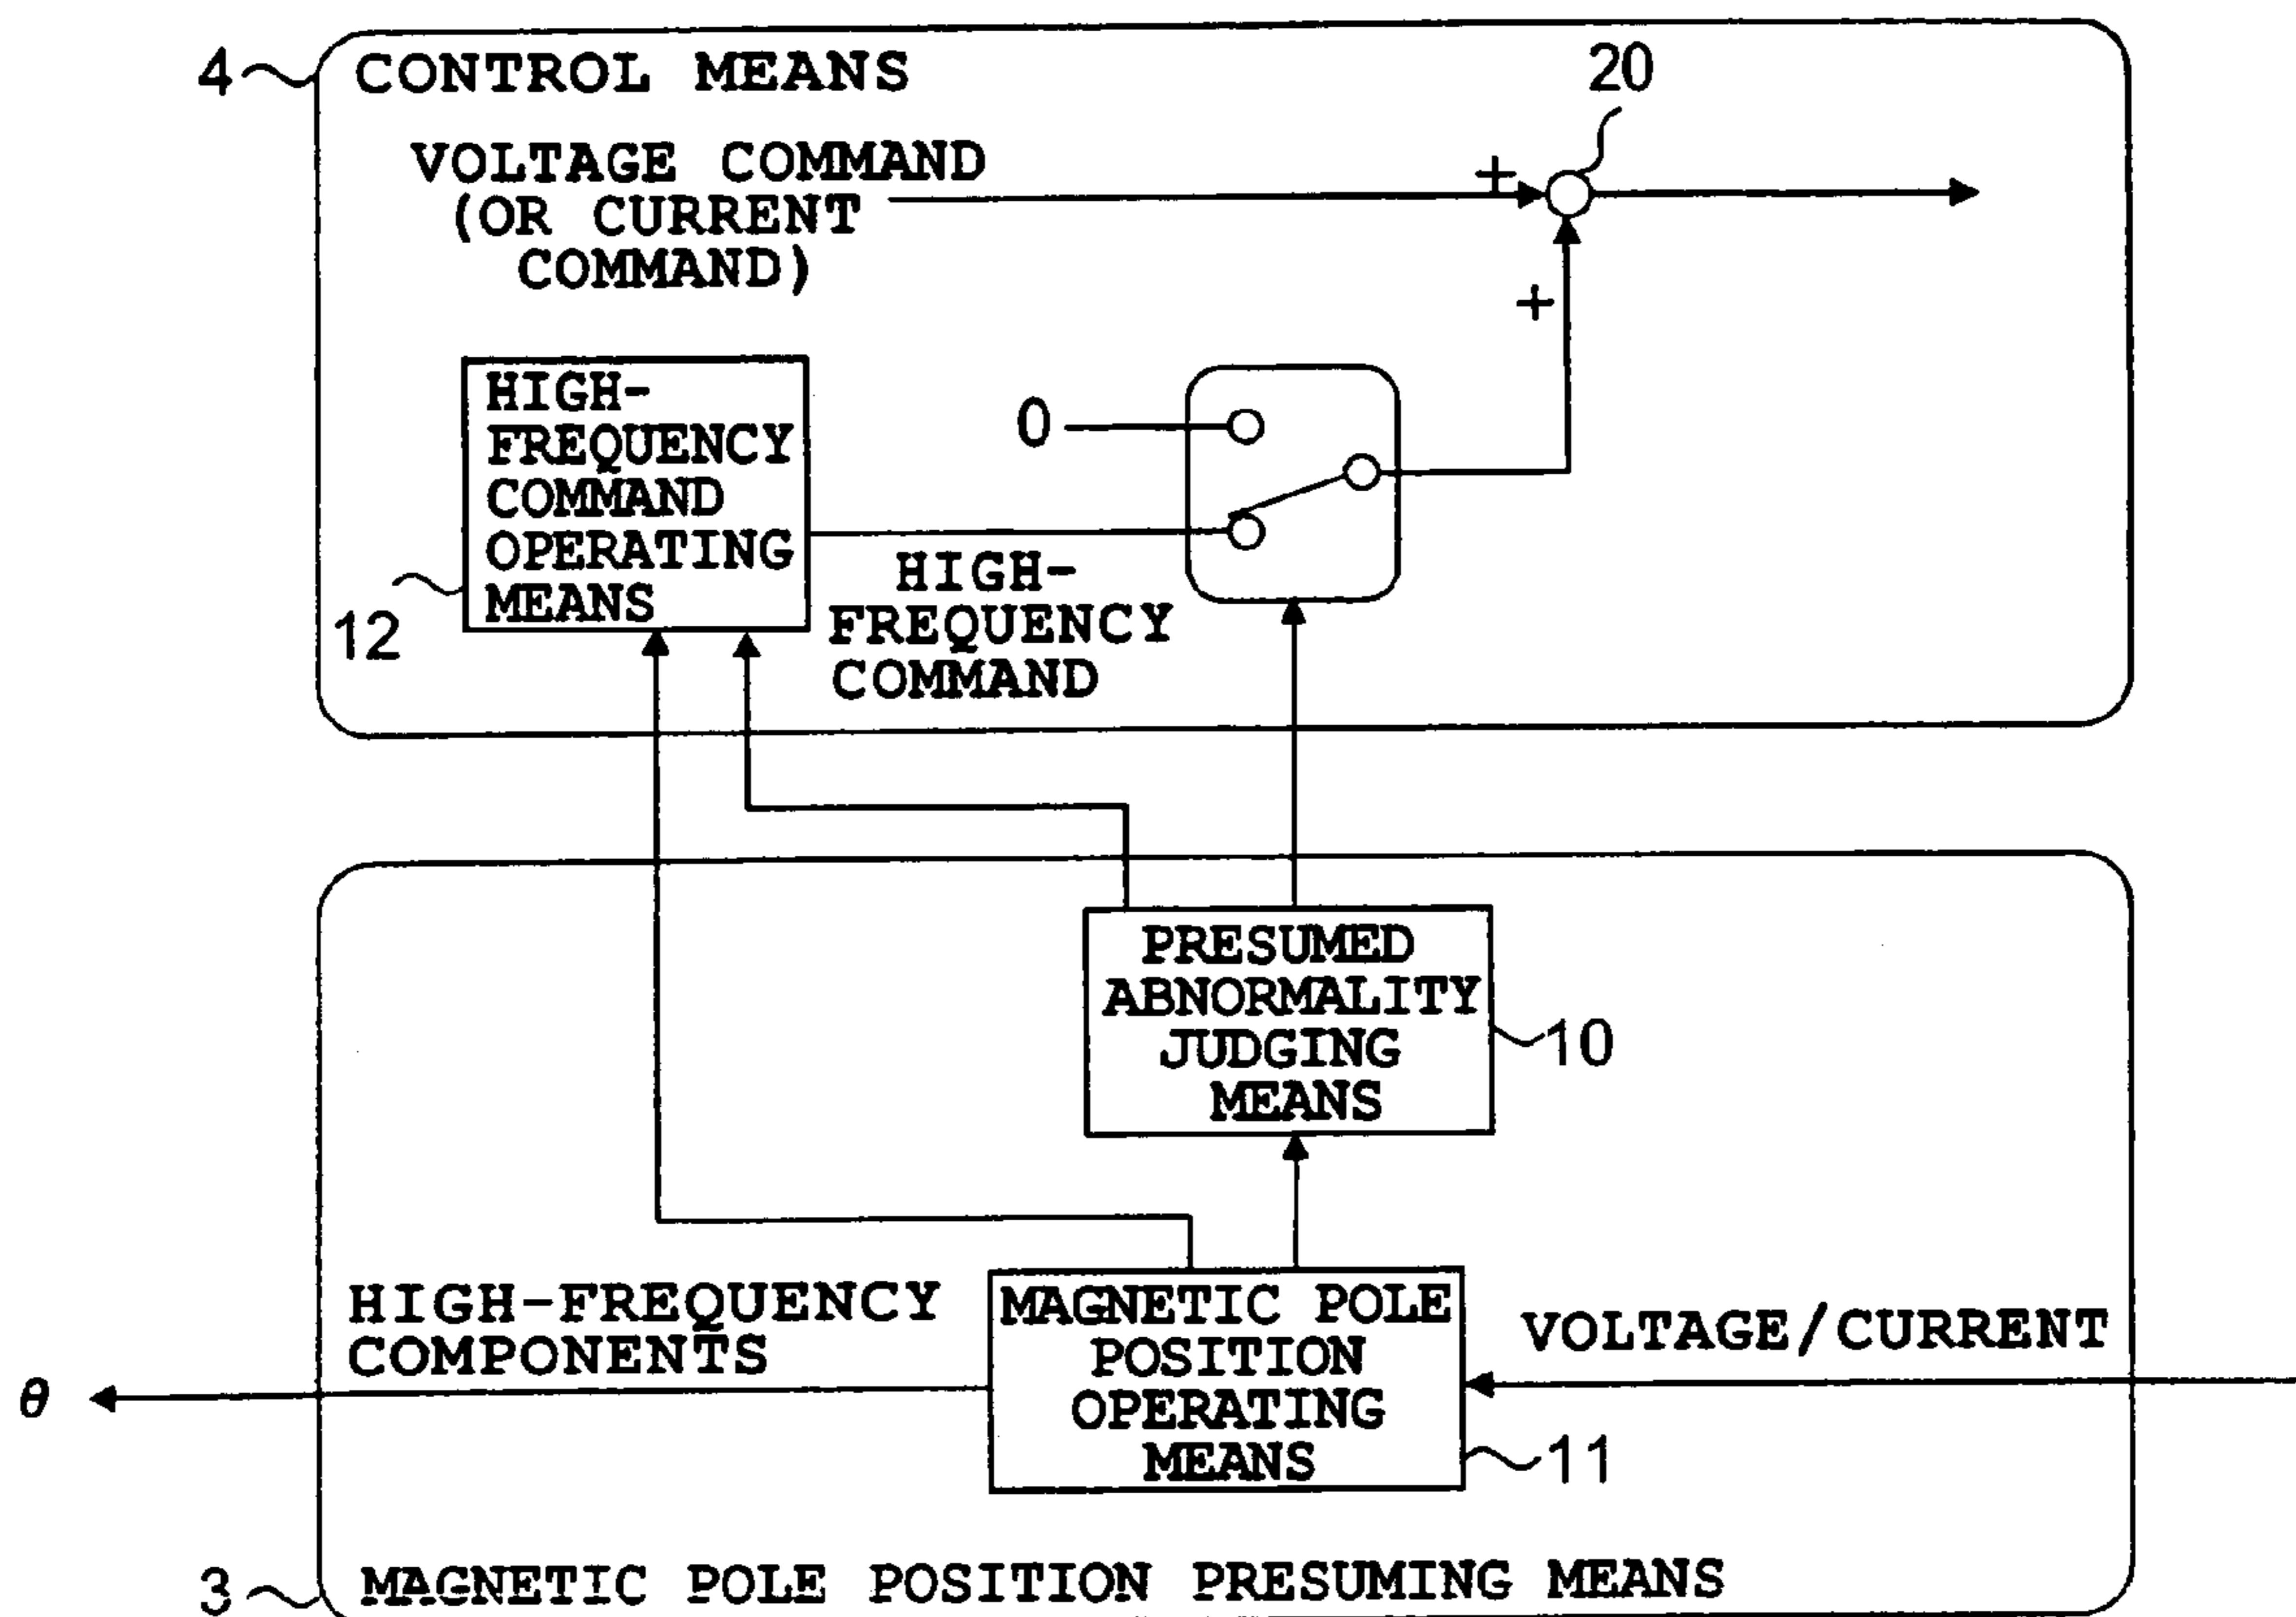 4
CONTROL MEANS
20
VOLTAGE COMMAND
(OR CURRENT
COMMAND)
+
+
HIGH-
FREQUENCY
COMMAND
OPERATING
MEANS
12
0
HIGH-
FREQUENCY
COMMAND
PRESUMED
ABNORMALITY
JUDGING
MEANS
10
HIGH-FREQUENCY
COMPONENTS
θ
MAGNETIC POLE
POSITION
OPERATING
MEANS
11
VOLTAGE/CURRENT
3
MAGNETIC POLE POSITION PRESUMING MEANS